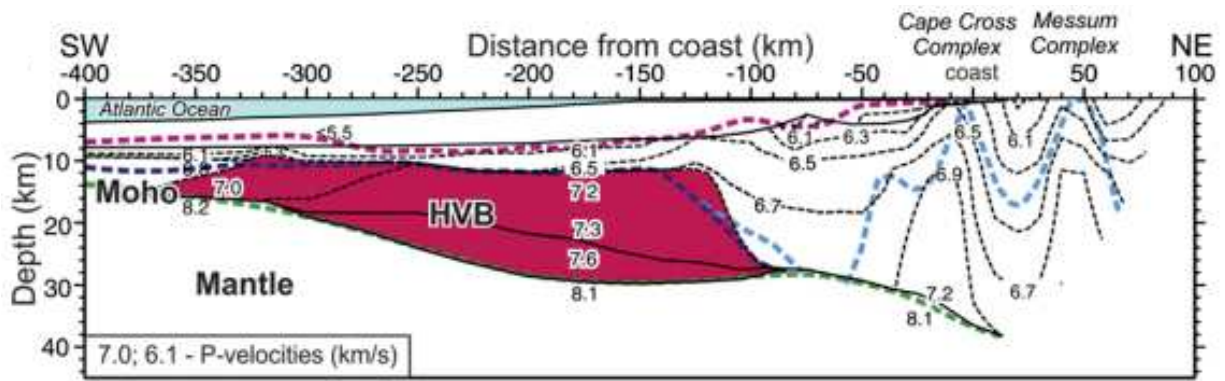 Cape Cross Messum
SW Distance from coast (km) Complex Complex NE
-400 -350 -300 -250 -200 -150 -100 -50 coast 50 100
0 Atlantic Ocean
<5.5 6.1 6.3 6.5 6.1
6.1 6.1 6.5
10 6.5 6.9
Moho 7.0 7.2
8.2 HVB 6.7
20 7.3
Depth (km) 7.6
Mantle 6.7
30 8.1 7.2
8.1
40
7.0; 6.1 - P-velocities (km/s)